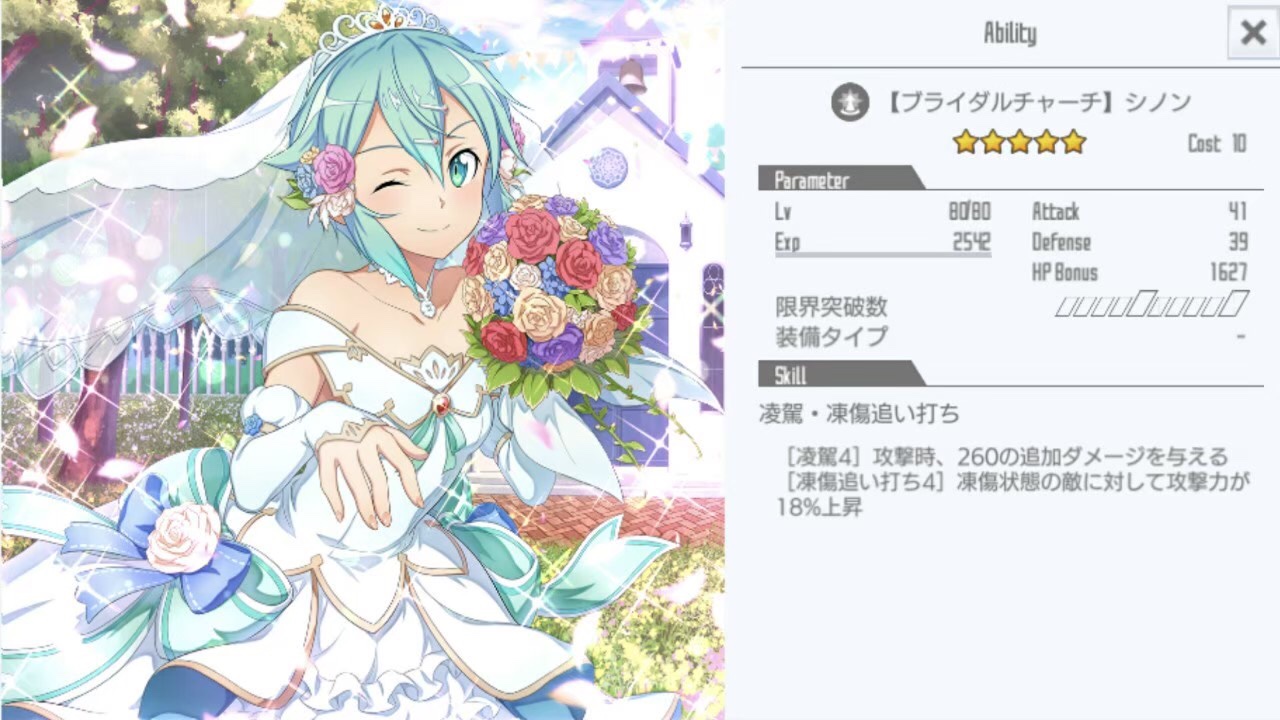 Ability
【ブライダルチャーチ】シノン
Cost 10
Parameter
Lv 80/80 Attack 41
Exp 2542 Defense 39
HP Bonus 1627
限界突破数
装備タイプ -
Skill
凌駕・凍傷追い打ち
［凌駕4］攻撃時、260の追加ダメージを与える
［凍傷追い打ち4］凍傷状態の敵に対して攻撃力が
18%上昇